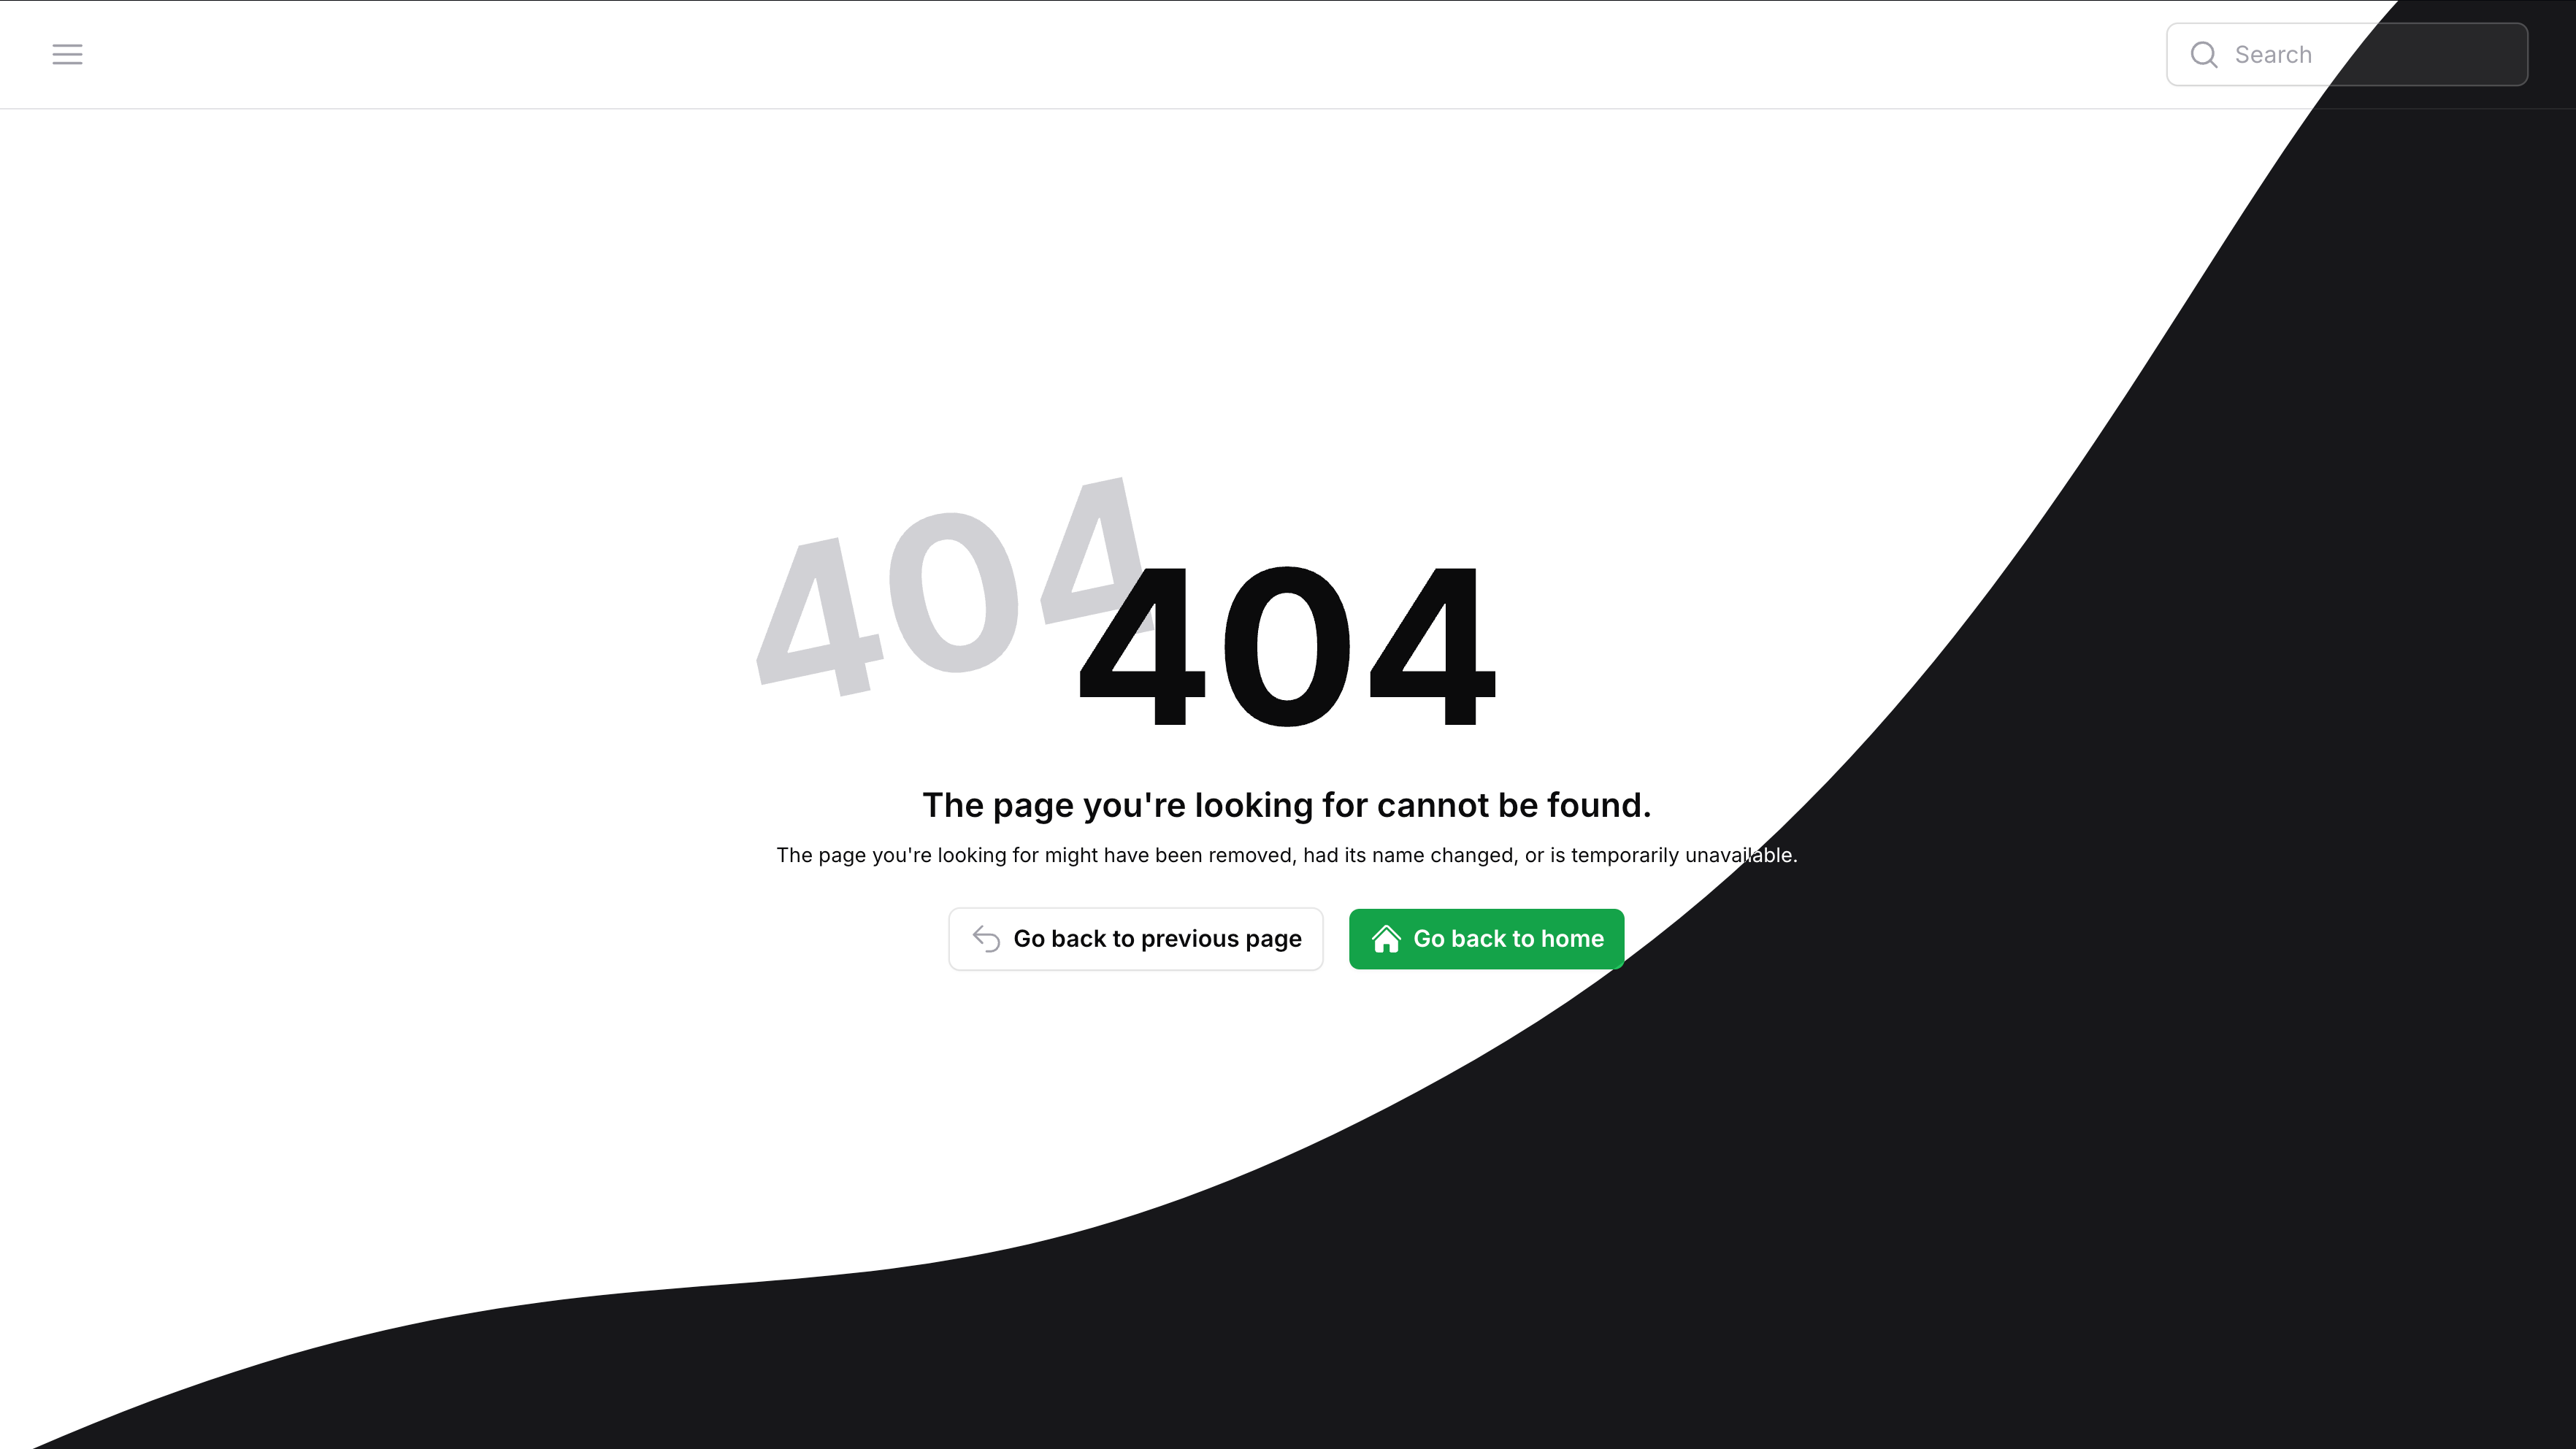 Search
404
404
The page you're looking for cannot be found.
The page you're looking for might have been removed, had its name changed, or is temporarily unavailable.
Go back to previous page
Go back to home